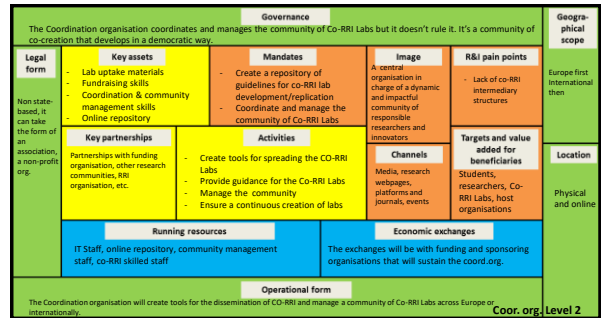 Governance
The Coordination organisation coordinates and manages the community of Co-RRI Labs but it doesn't rule it. It's a community of
co-creation that develops in a democratic way.
Geogra-
phical
scope
Europe first
International
then
Legal
form
Non state-
based, it
can take
the form of
an
association,
a non-profit
org.
Key assets
- Lab uptake materials
- Fundraising skills
- Coordination & community
management skills
- Online repository
Mandates
- Create a repository of
guidelines for co-RRI lab
development/replication
- Coordinate and manage the
community of Co-RRI Labs
Image
A central
organisation in
charge of a dynamic
and impactful
community of
responsible
researchers and
innovators
R&I pain points
- Lack of co-RRI
intermediary
structures
Key partnerships
Partnerships with funding
organisation, other research
communities, RRI
organisation, etc.
Activities
- Create tools for spreading the CO-RRI
Labs
- Provide guidance for the Co-RRI Labs
- Manage the community
- Ensure a continuous creation of labs
Channels
Media, research
webpages,
platforms and
journals, events
Targets and value
added for
beneficiaries
Students,
researchers, Co-
RRI Labs, host
organisations
Location
Physical
and online
Running resources
IT Staff, online repository, community management
staff, co-RRI skilled staff
Economic exchanges
The exchanges will be with funding and sponsoring
organisations that will sustain the coord.org.
Operational form
The Coordination organisation will create tools for the dissemination of CO-RRI and manage a community of Co-RRI Labs across Europe or
internationally.
Coor. org. Level 2